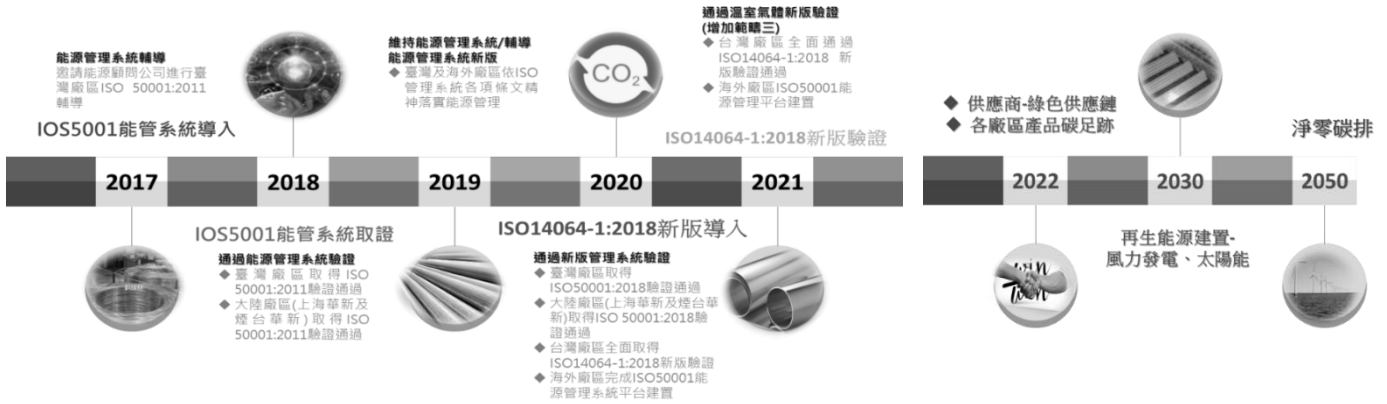 能源管理系統輔導
邀請能源顧問公司進行臺
灣廠區ISO 50001:2011
輔導
IOS5001能管系統導入
維持能源管理系統/輔導
能源管理系統新版
◆ 臺灣及海外廠區依ISO
管理系統各項條文精
神落實能源管理
CO₂
通過溫室氣體新版驗證
(增加範疇三)
◆ 台灣廠區全面通過
ISO14064-1:2018 新
版驗證通過
◆ 海外廠區ISO50001能
源管理平台建置
ISO14064-1:2018新版驗證
◆ 供應商-綠色供應鏈
◆ 各廠區產品碳足跡
淨零碳排
2017
2018
2019
2020
2021
2022
2030
2050
IOS5001能管系統取證
通過能源管理系統驗證
◆ 臺灣廠區取得ISO
50001:2011驗證通過
◆ 大陸廠區(上海華新及
煙台華新)取得ISO
50001:2011驗證通過
ISO14064-1:2018新版導入
通過新版管理系統驗證
◆ 臺灣廠區取得
ISO50001:2018驗證通過
◆ 大陸廠區(上海華新及煙台華
新)取得ISO 50001:2018驗
證通過
◆ 台灣廠區全面取得
ISO14064-1:2018新版驗證
◆ 海外廠區完成ISO50001能
源管理系統平台建置
win
再生能源建置-
風力發電、太陽能